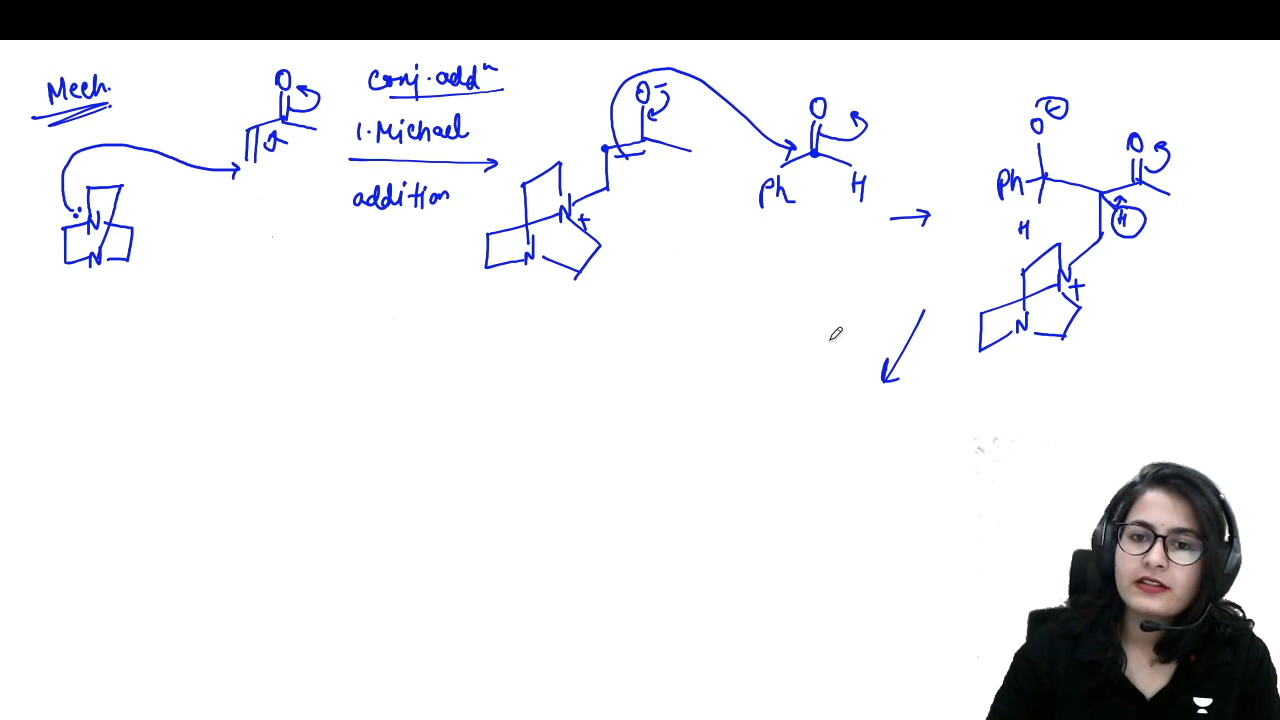 Mech.
Conj. addⁿ
1. Michael
addition
O
N
N
O⁻
N
+
N
O
Ph
H
⊖
O
Ph
H
O
H
N
+
N